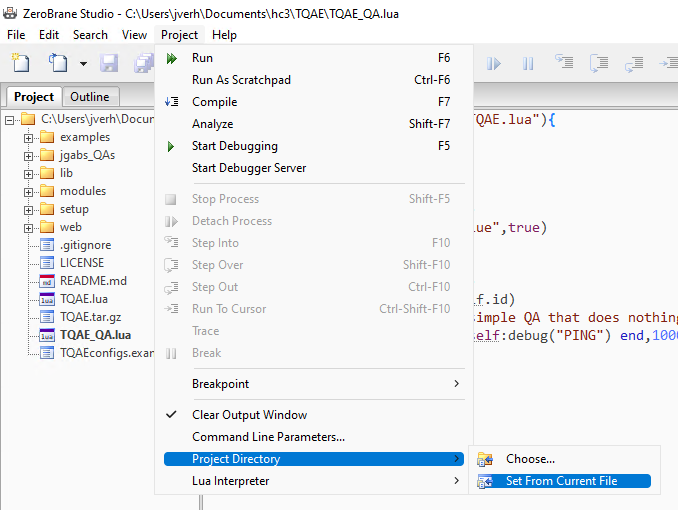 ZeroBrane Studio - C:\Users\jverh\Documents\hc3\TQAE\TQAE_QA.lua
File Edit Search View Project Help
Project Outline
C:\Users\jverh\Docum
examples
jgabs_QAs
lib
modules
setup
web
.gitignore
LICENSE
README.md
TQAE.lua
TQAE.tar.gz
TQAE_QA.lua
TQAEconfigs.exam
Run F6
Run As Scratchpad Ctrl-F6
Compile F7
Analyze Shift-F7
Start Debugging F5
Start Debugger Server
Stop Process Shift-F5
Detach Process
Step Into F10
Step Over Shift-F10
Step Out Ctrl-F10
Run To Cursor Ctrl-Shift-F10
Trace
Break
Breakpoint
Clear Output Window
Command Line Parameters...
Project Directory
Lua Interpreter
Choose...
Set From Current File
QAE.lua"){
ue",true)
f.id)
simple QA that does nothing
elf:debug("PING") end,1000